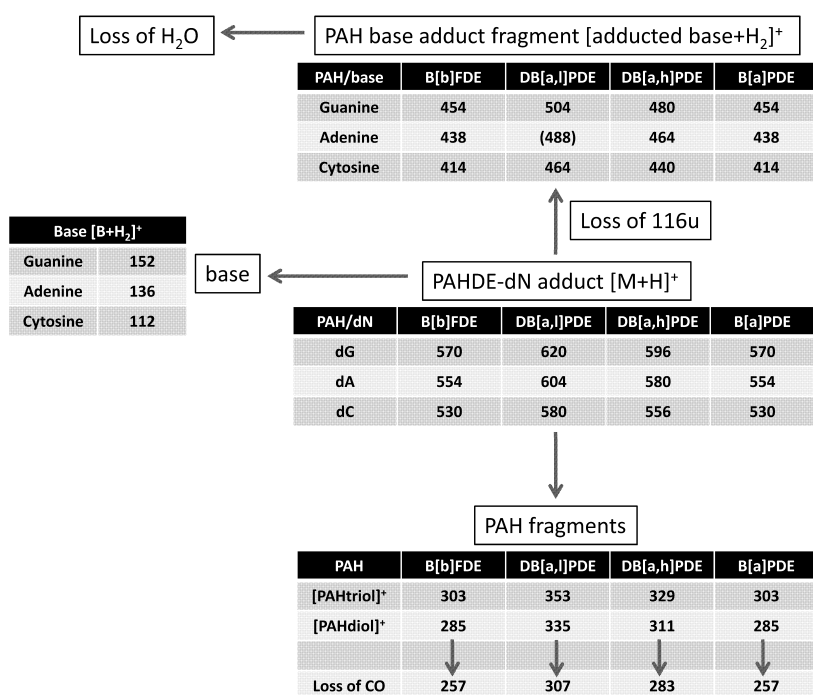 Loss of H₂O
PAH base adduct fragment [adducted base+H₂]⁺
PAH/base B[b]FDE DB[a,l]PDE DB[a,h]PDE B[a]PDE
Guanine 454 504 480 454
Adenine 438 (488) 464 438
Cytosine 414 464 440 414
Loss of 116u
Base [B+H₂]⁺
Guanine 152
Adenine 136
Cytosine 112
base
PAHDE-dN adduct [M+H]⁺
PAH/dN B[b]FDE DB[a,l]PDE DB[a,h]PDE B[a]PDE
dG 570 620 596 570
dA 554 604 580 554
dC 530 580 556 530
PAH fragments
PAH B[b]FDE DB[a,l]PDE DB[a,h]PDE B[a]PDE
[PAHtriol]⁺ 303 353 329 303
[PAHdiol]⁺ 285 335 311 285
Loss of CO 257 307 283 257